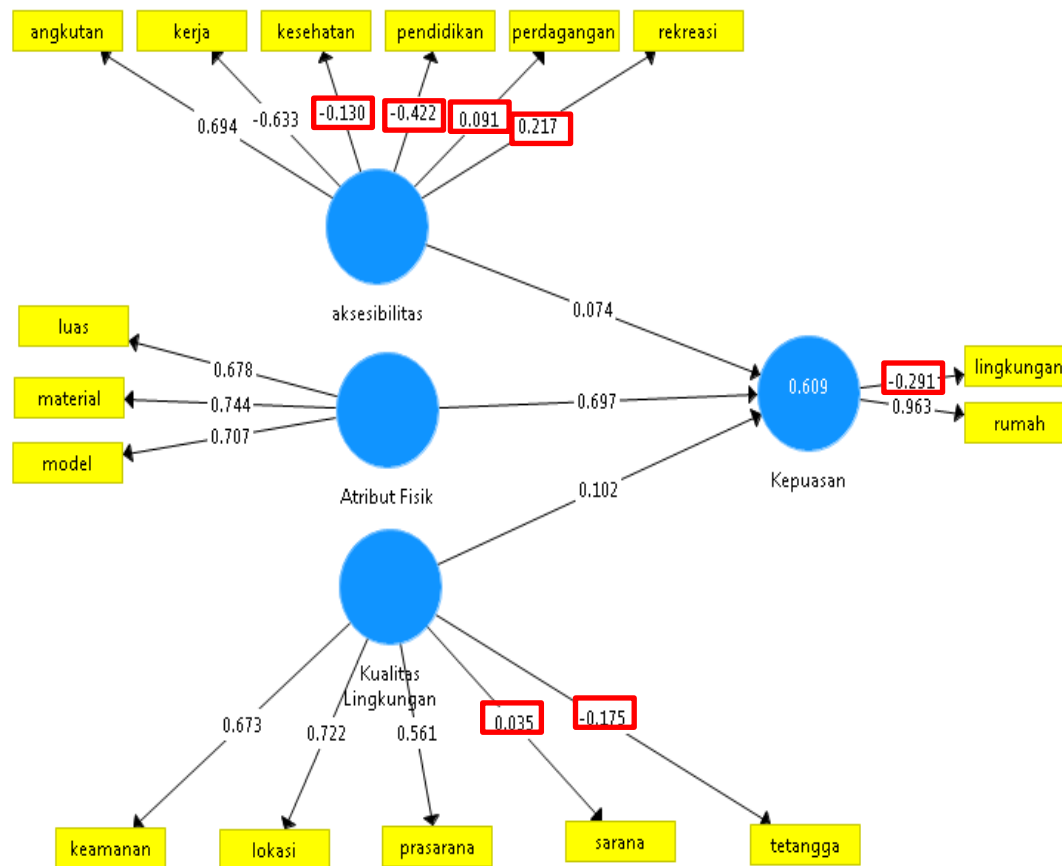 angkutan
kerja
kesehatan
pendidikan
perdagangan
rekreasi
0.694
-0.633
-0.130
-0.422
0.091
0.217
aksesibilitas
0.074
luas
material
model
0.678
0.744
0.707
Atribut Fisik
0.697
0.609
Kepuasan
-0.291
0.963
lingkungan
rumah
0.102
Kualitas
Lingkungan
0.673
0.722
0.561
0.035
-0.175
keamanan
lokasi
prasarana
sarana
tetangga